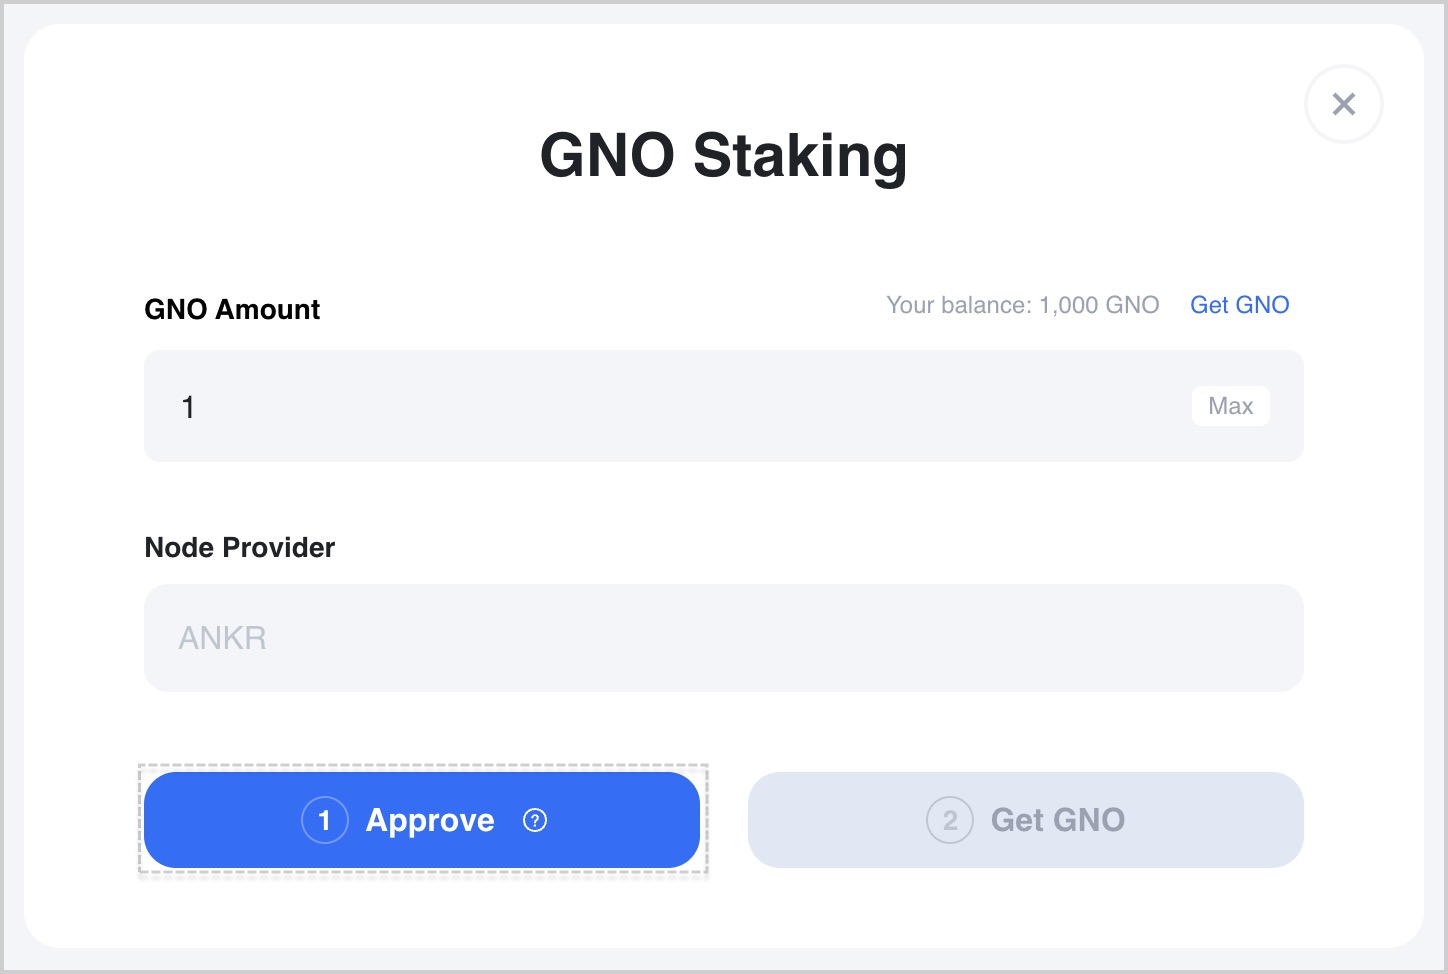 GNO Staking
GNO Amount
Your balance: 1,000 GNO Get GNO
1
Max
Node Provider
ANKR
1 Approve ?
2 Get GNO